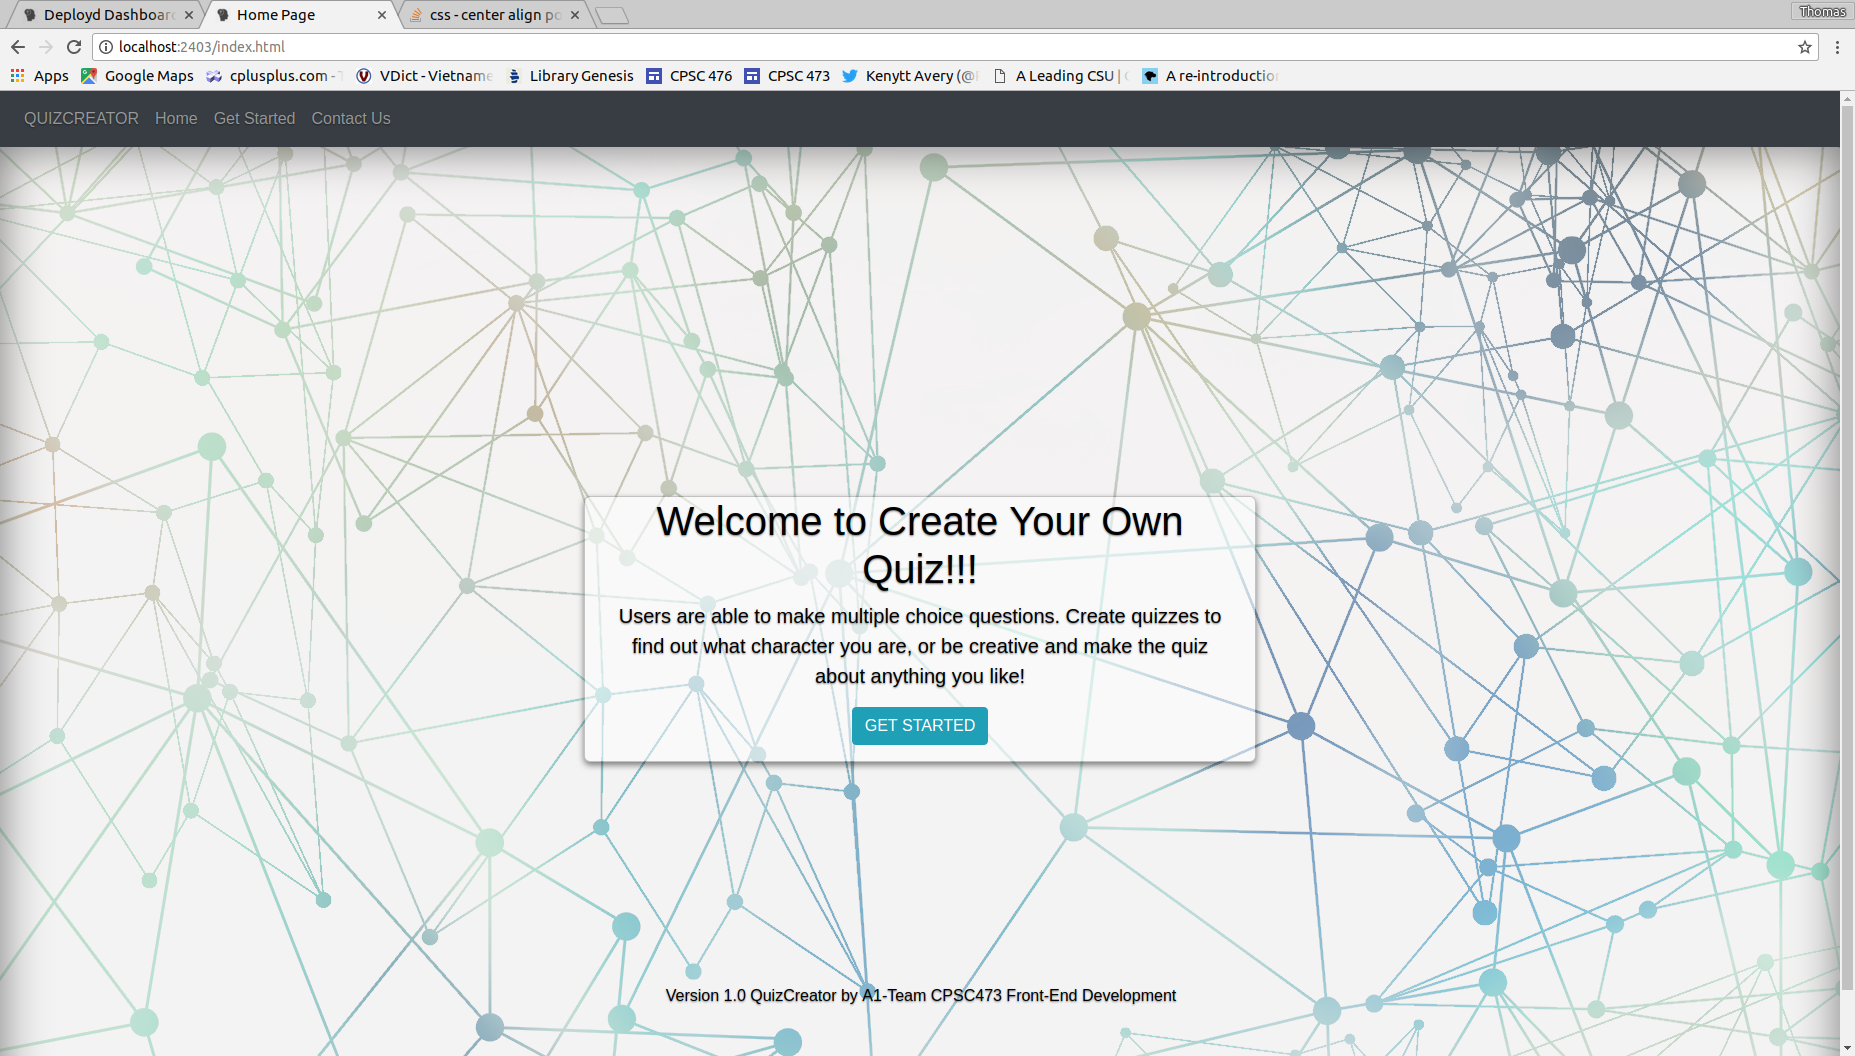 Deployd Dashboard
Home Page
css - center align po
Thomas
localhost:2403/index.html
Apps Google Maps cplusplus.com - VDict - Vietname Library Genesis CPSC 476 CPSC 473 Kenytt Avery (@ A Leading CSU | A re-introductio
QUIZCREATOR Home Get Started Contact Us
Welcome to Create Your Own
Quiz!!!
Users are able to make multiple choice questions. Create quizzes to
find out what character you are, or be creative and make the quiz
about anything you like!
GET STARTED
Version 1.0 QuizCreator by A1-Team CPSC473 Front-End Development